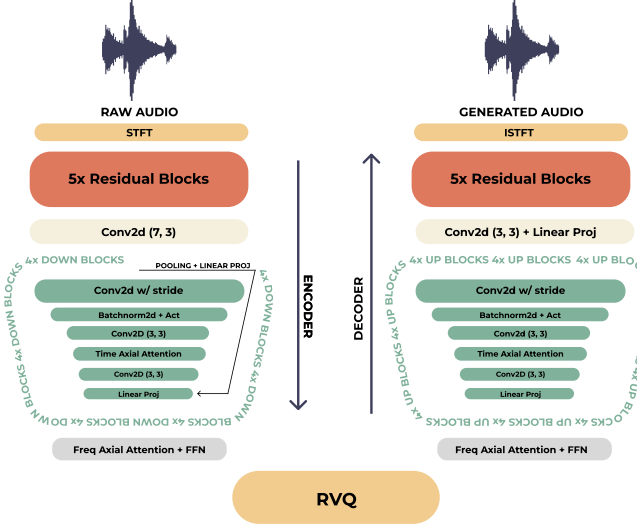 RAW AUDIO
STFT
5x Residual Blocks
Conv2d (7, 3)
4x DOWN BLOCKS
POOLING + LINEAR PROJ
4x DOWN BLOCKS 4x DOWN BLOCKS 4x DOWN BLOCKS 4x DOWN BLOCKS
Conv2d w/ stride
Batchnorm2d + Act
Conv2D (3, 3)
Time Axial Attention
Conv2D (3, 3)
Linear Proj
Freq Axial Attention + FFN
ENCODER
DECODER
GENERATED AUDIO
ISTFT
5x Residual Blocks
Conv2d (3, 3) + Linear Proj
4x UP BLOCKS 4x UP BLOCKS 4x UP
4x UP BLOCKS 4x UP BLOCKS 4x UP BLOCKS 4x UP BLOCKS
Conv2d w/ stride
Batchnorm2d + Act
Conv2d (3, 3)
Time Axial Attention
Conv2d (3, 3)
Linear Proj
Freq Axial Attention + FFN
RVQ